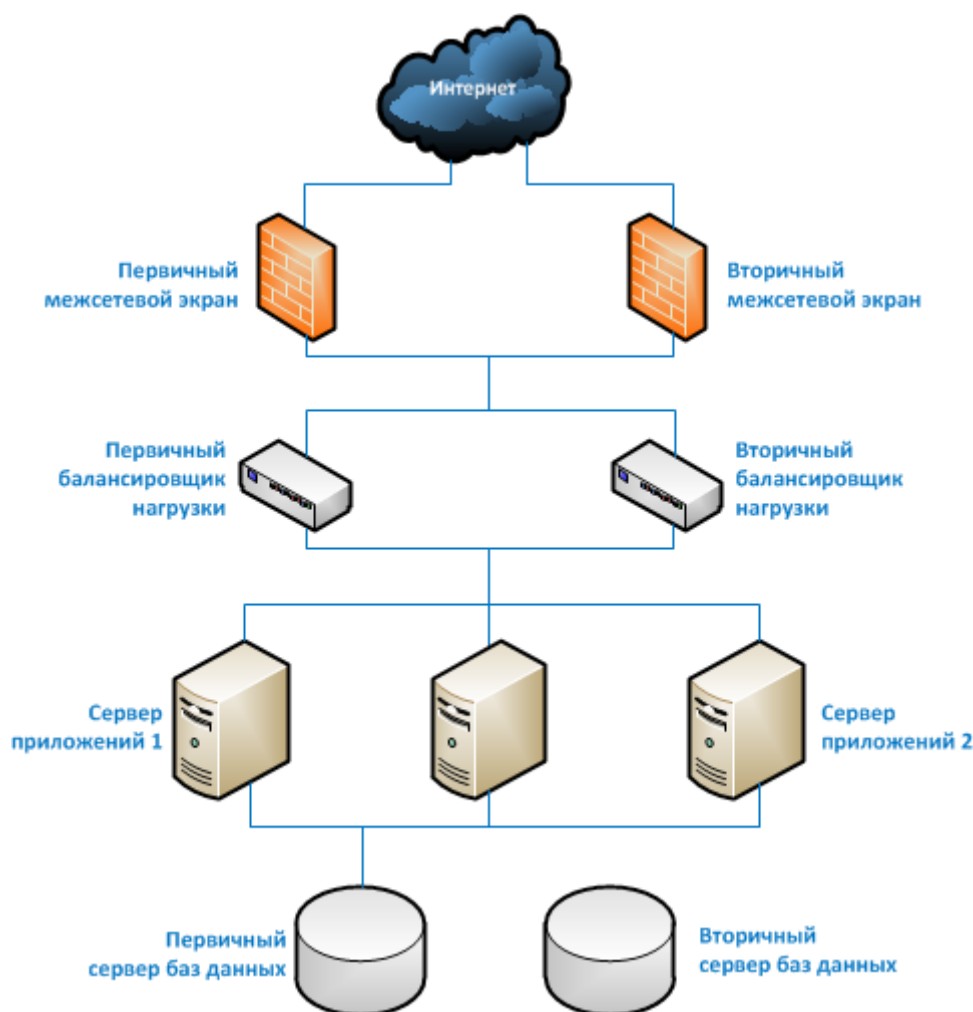 Интернет
Первичный
межсетевой экран
Вторичный
межсетевой экран
Первичный
балансировщик
нагрузки
Вторичный
балансировщик
нагрузки
Сервер
приложений 1
Сервер
приложений 2
Первичный
сервер баз данных
Вторичный
сервер баз данных